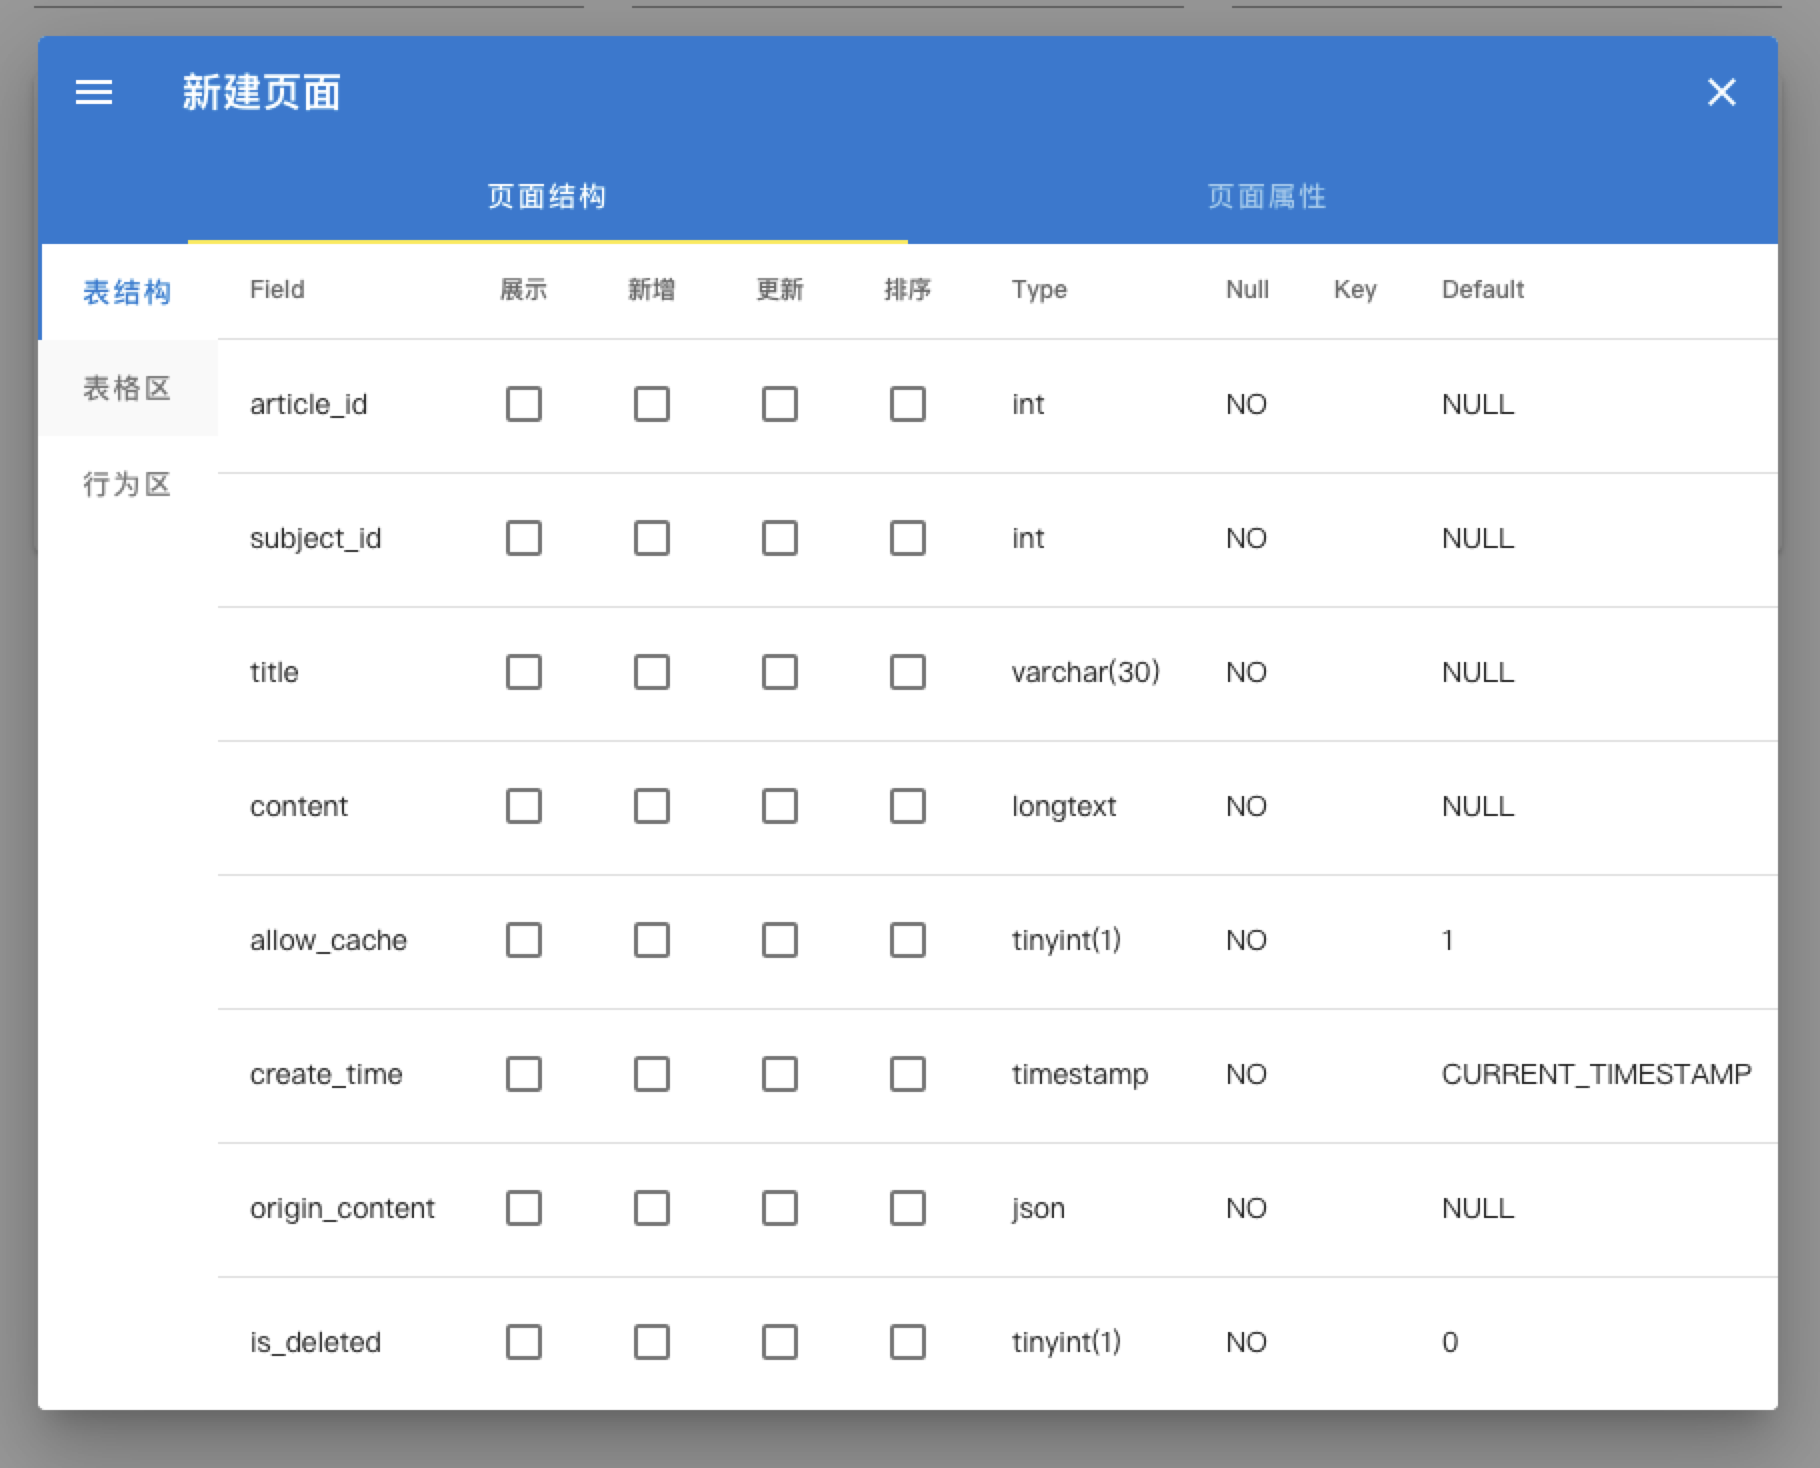 新建页面
页面结构 页面属性
表结构
表格区
行为区
Field 展示 新增 更新 排序 Type Null Key Default
article_id int NO NULL
subject_id int NO NULL
title varchar(30) NO NULL
content longtext NO NULL
allow_cache tinyint(1) NO 1
create_time timestamp NO CURRENT_TIMESTAMP
origin_content json NO NULL
is_deleted tinyint(1) NO 0